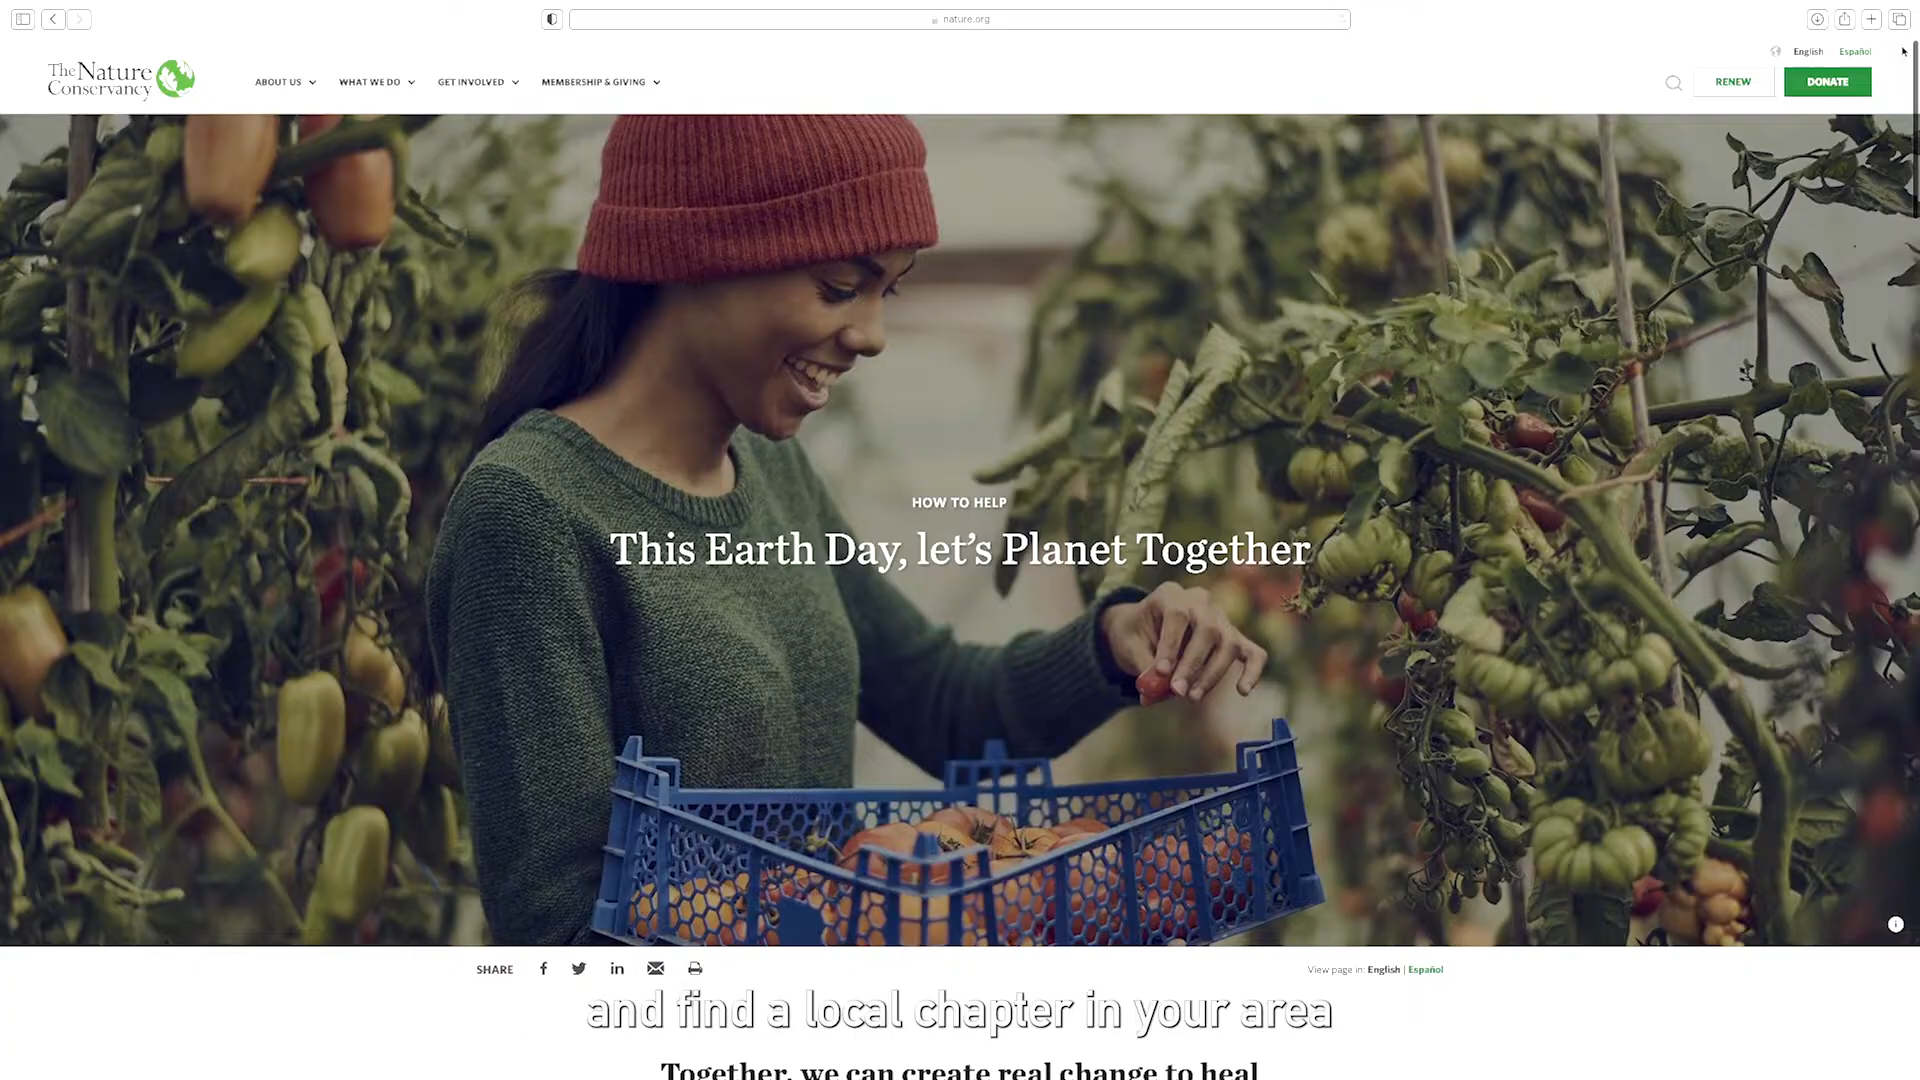 nature.org
English Español
The Nature
Conservancy
ABOUT US WHAT WE DO GET INVOLVED MEMBERSHIP & GIVING
RENEW DONATE
HOW TO HELP
This Earth Day, let's Planet Together
SHARE
View page in: English | Español
and find a local chapter in your area
Together, we can create real change to heal